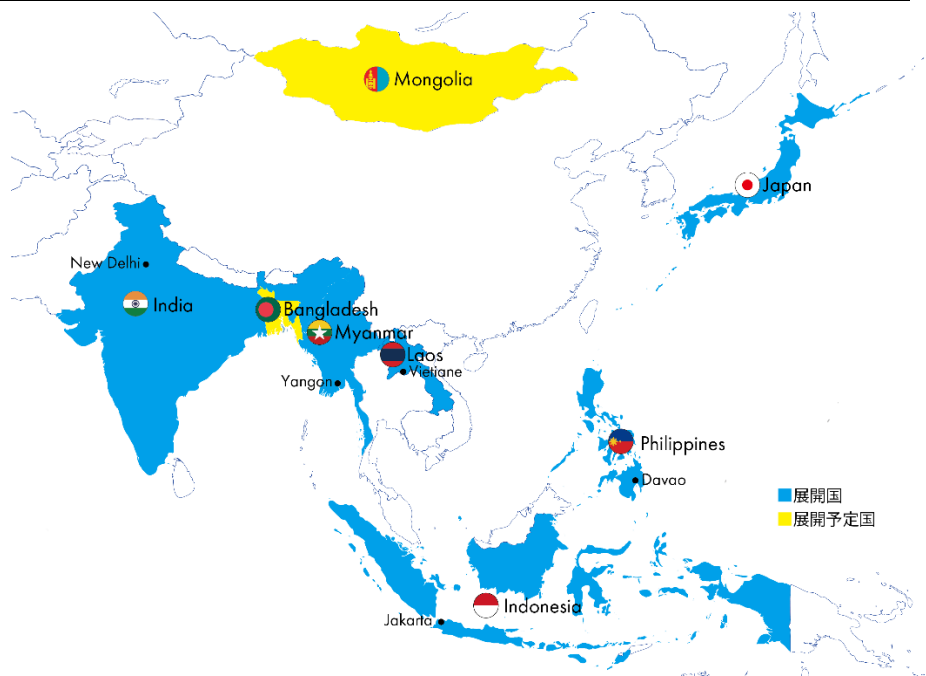 Mongolia
Japan
New Delhi
India
Bangladesh
Myanmar
Laos
Vietiane
Yangon
Philippines
Davao
展開国
展開予定国
Indonesia
Jakarta